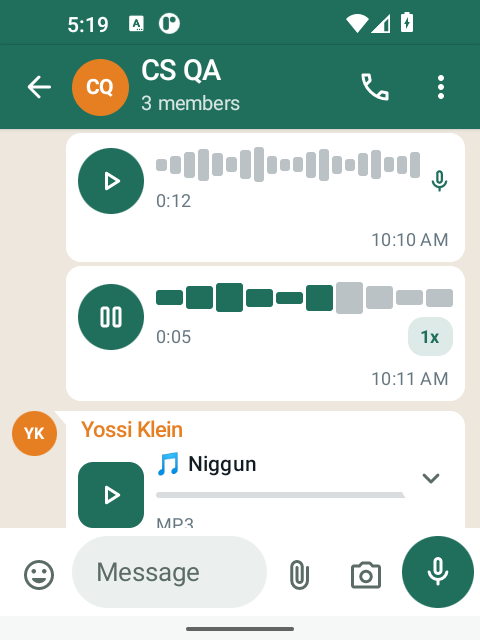 5:19
A
CQ
CS QA
3 members
0:12
10:10 AM
0:05
1x
10:11 AM
YK
Yossi Klein
🎵 Niggun
MP3
Message